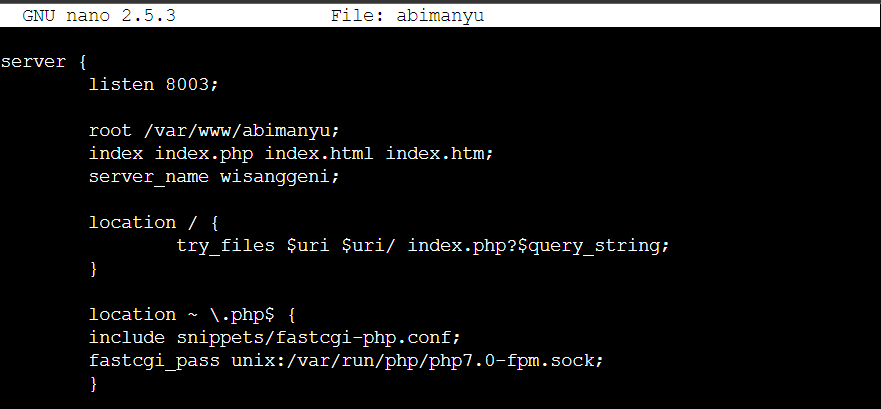 GNU nano 2.5.3 File: abimanyu
server {
listen 8003;
root /var/www/abimanyu;
index index.php index.html index.htm;
server_name wisanggeni;
location / {
try_files $uri $uri/ index.php?$query_string;
}
location ~ \.php$ {
include snippets/fastcgi-php.conf;
fastcgi_pass unix:/var/run/php/php7.0-fpm.sock;
}